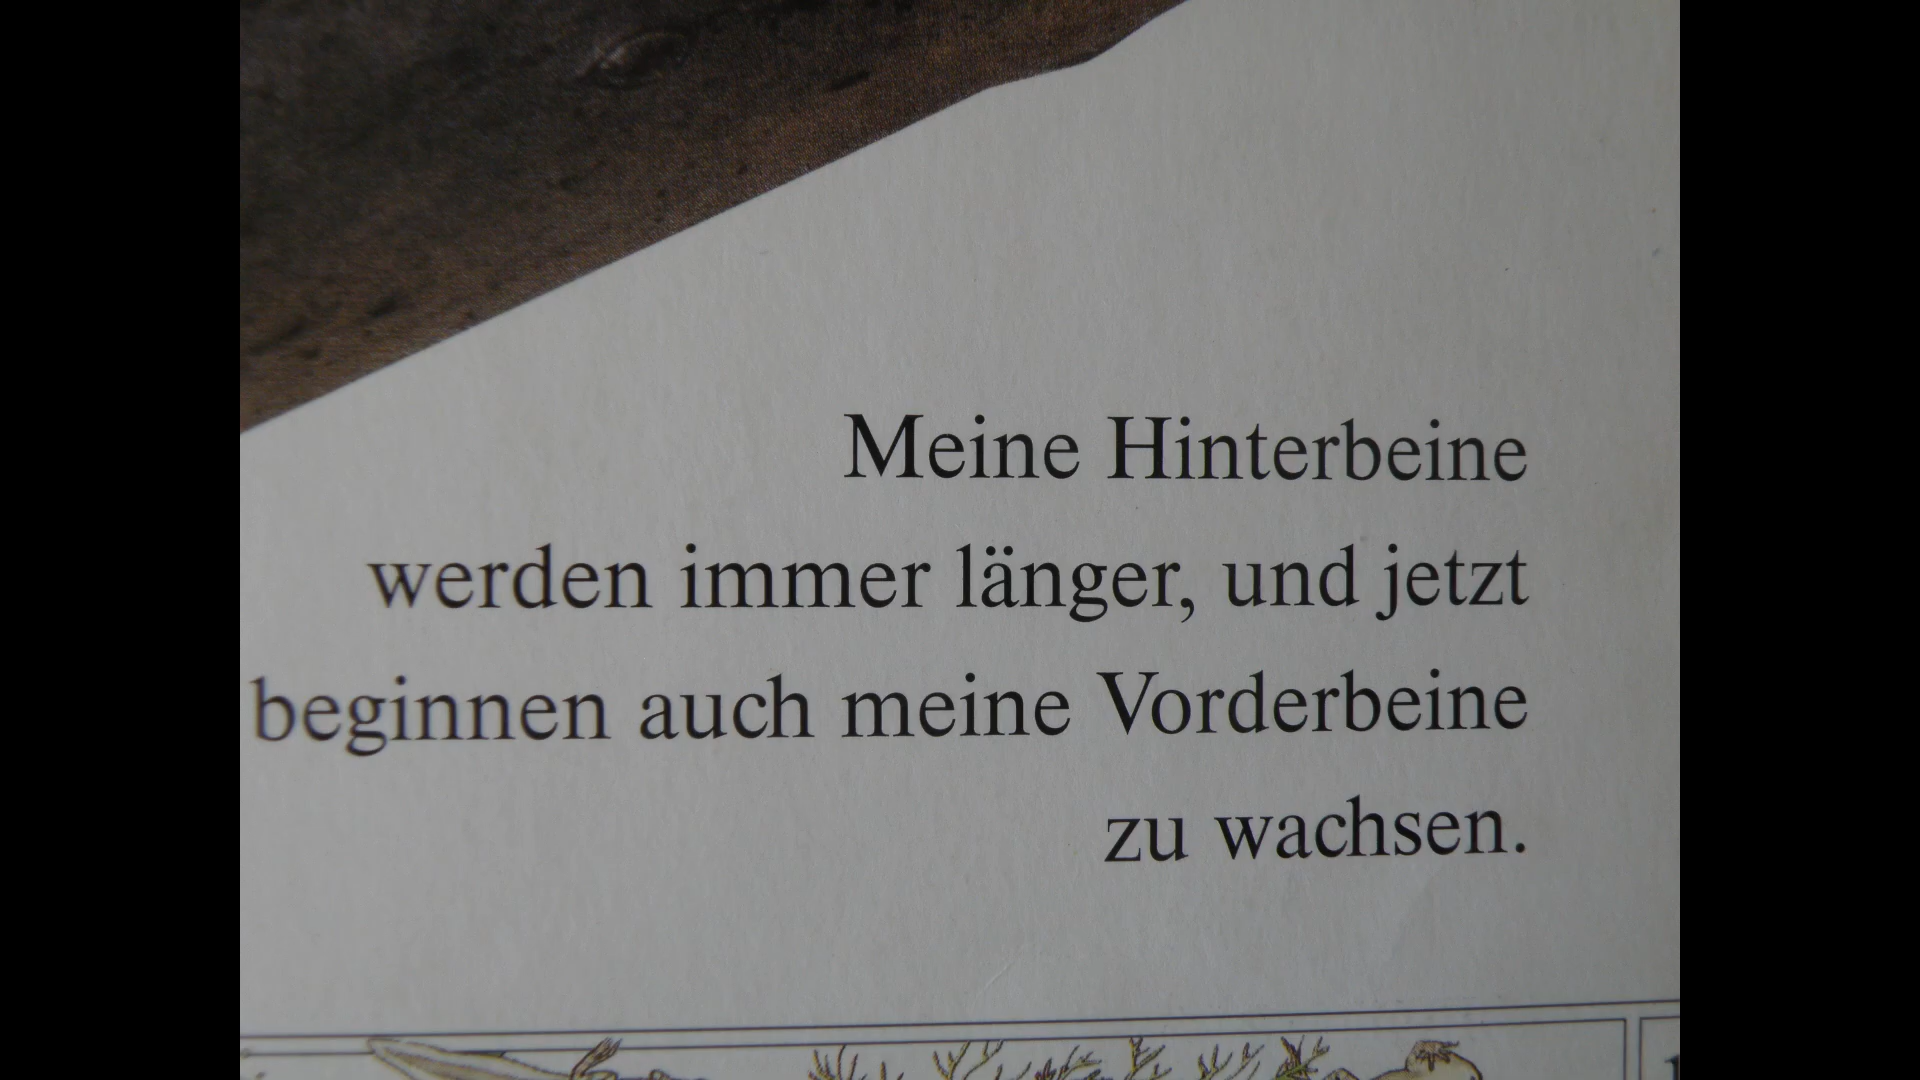 Meine Hinterbeine
werden immer länger, und jetzt
beginnen auch meine Vorderbeine
zu wachsen.